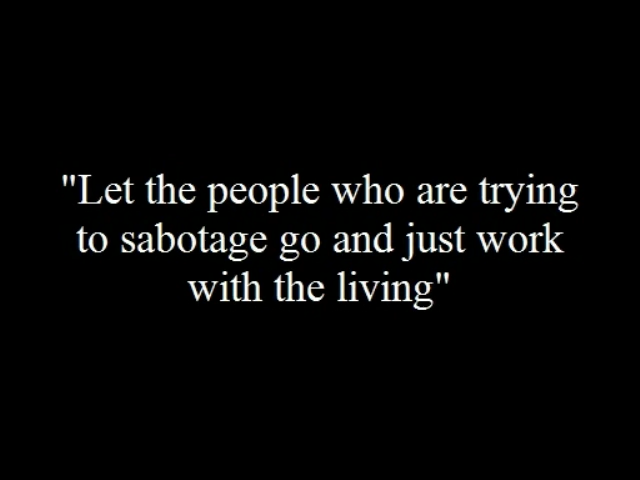 "Let the people who are trying
to sabotage go and just work
with the living"